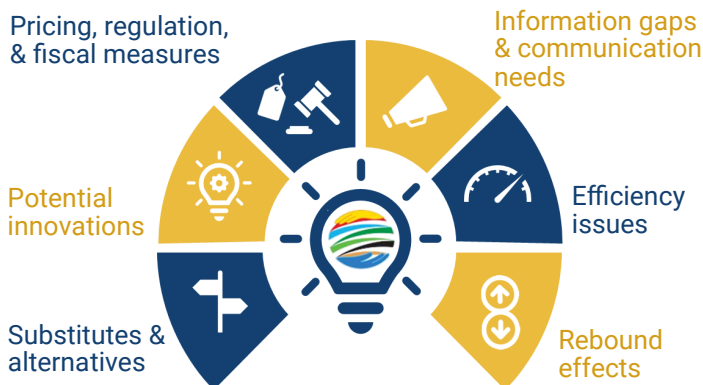 Pricing, regulation,
& fiscal measures
Information gaps
& communication
needs
Potential
innovations
Efficiency
issues
Substitutes &
alternatives
Rebound
effects